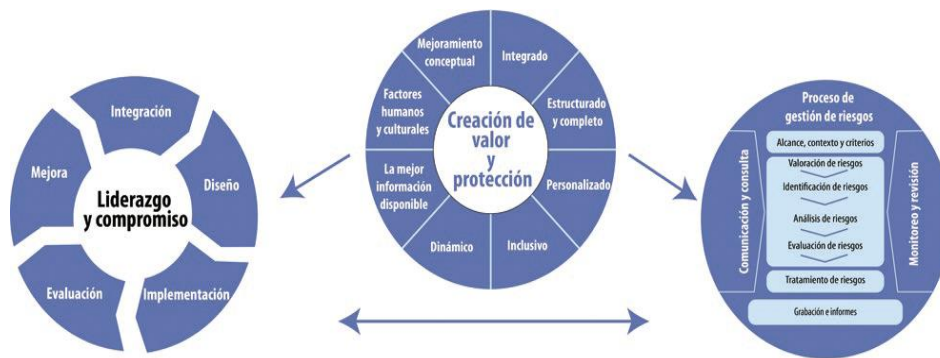 Integración
Diseño
Implementación
Evaluación
Mejora
Liderazgo
y compromiso
Mejoramiento
conceptual
Integrado
Estructurado
y completo
Personalizado
Inclusivo
Dinámico
La mejor
información
disponible
Factores
humanos
y culturales
Creación de
valor
y
protección
Proceso de
gestión de riesgos
Alcance, contexto y criterios
Valoración de riesgos
Identificación de riesgos
Análisis de riesgos
Evaluación de riesgos
Tratamiento de riesgos
Grabación e informes
Comunicación y consulta
Monitoreo y revisión